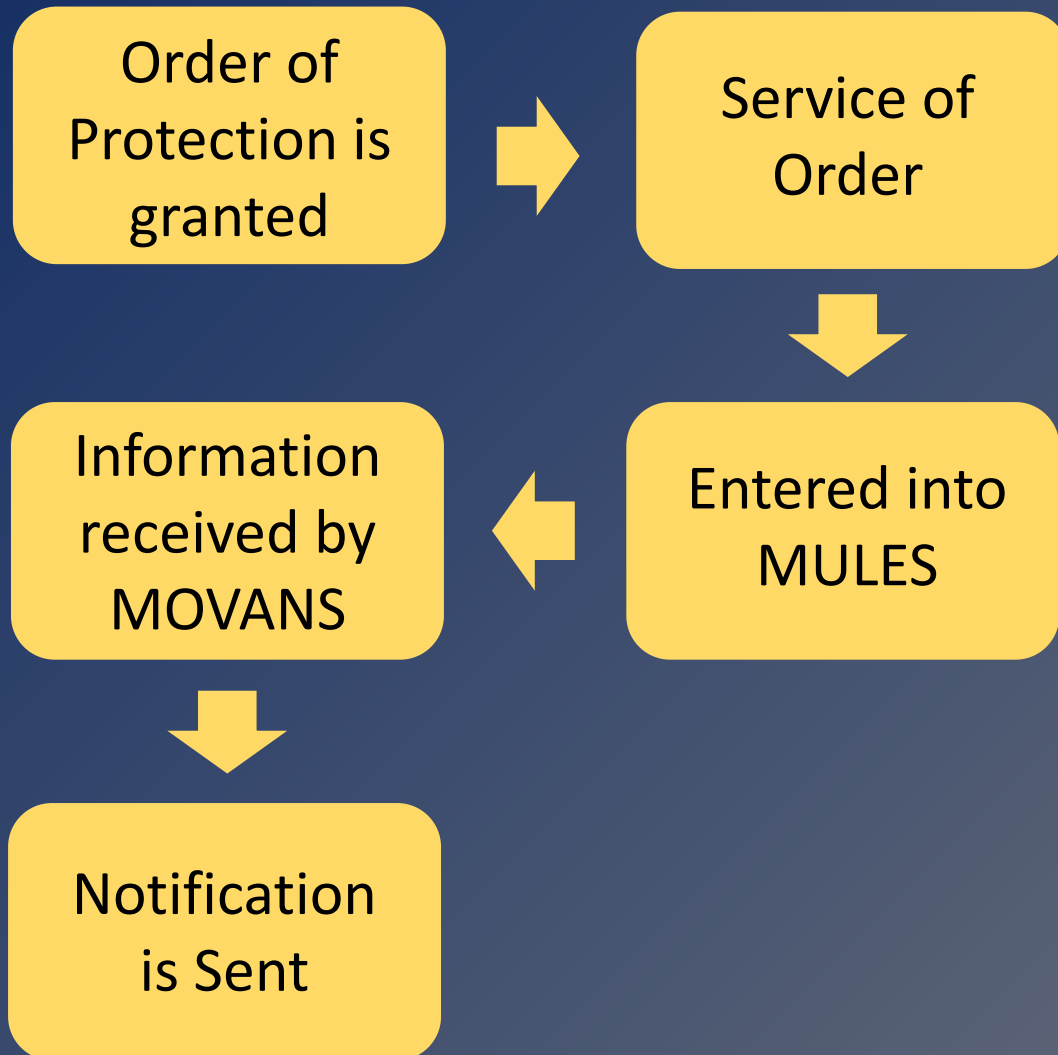 Order of
Protection is
granted
Service of
Order
Entered into
MULES
Information
received by
MOVANS
Notification
is Sent